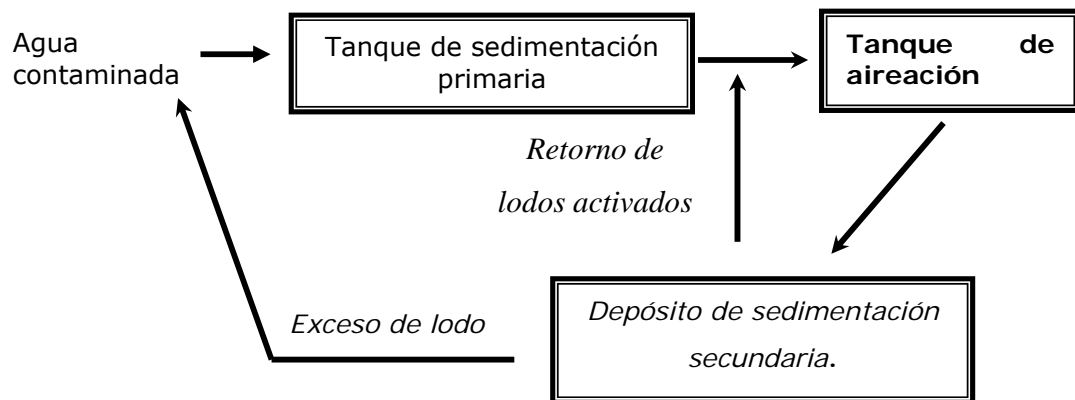 Agua
contaminada
Tanque de sedimentación
primaria
Tanque de
aireación
Retorno de
lodos activados
Exceso de lodo
Depósito de sedimentación
secundaria.